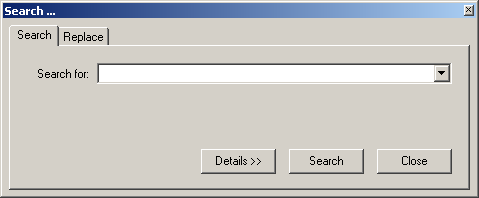 Search ...
Search Replace
Search for:
Details >> Search Close